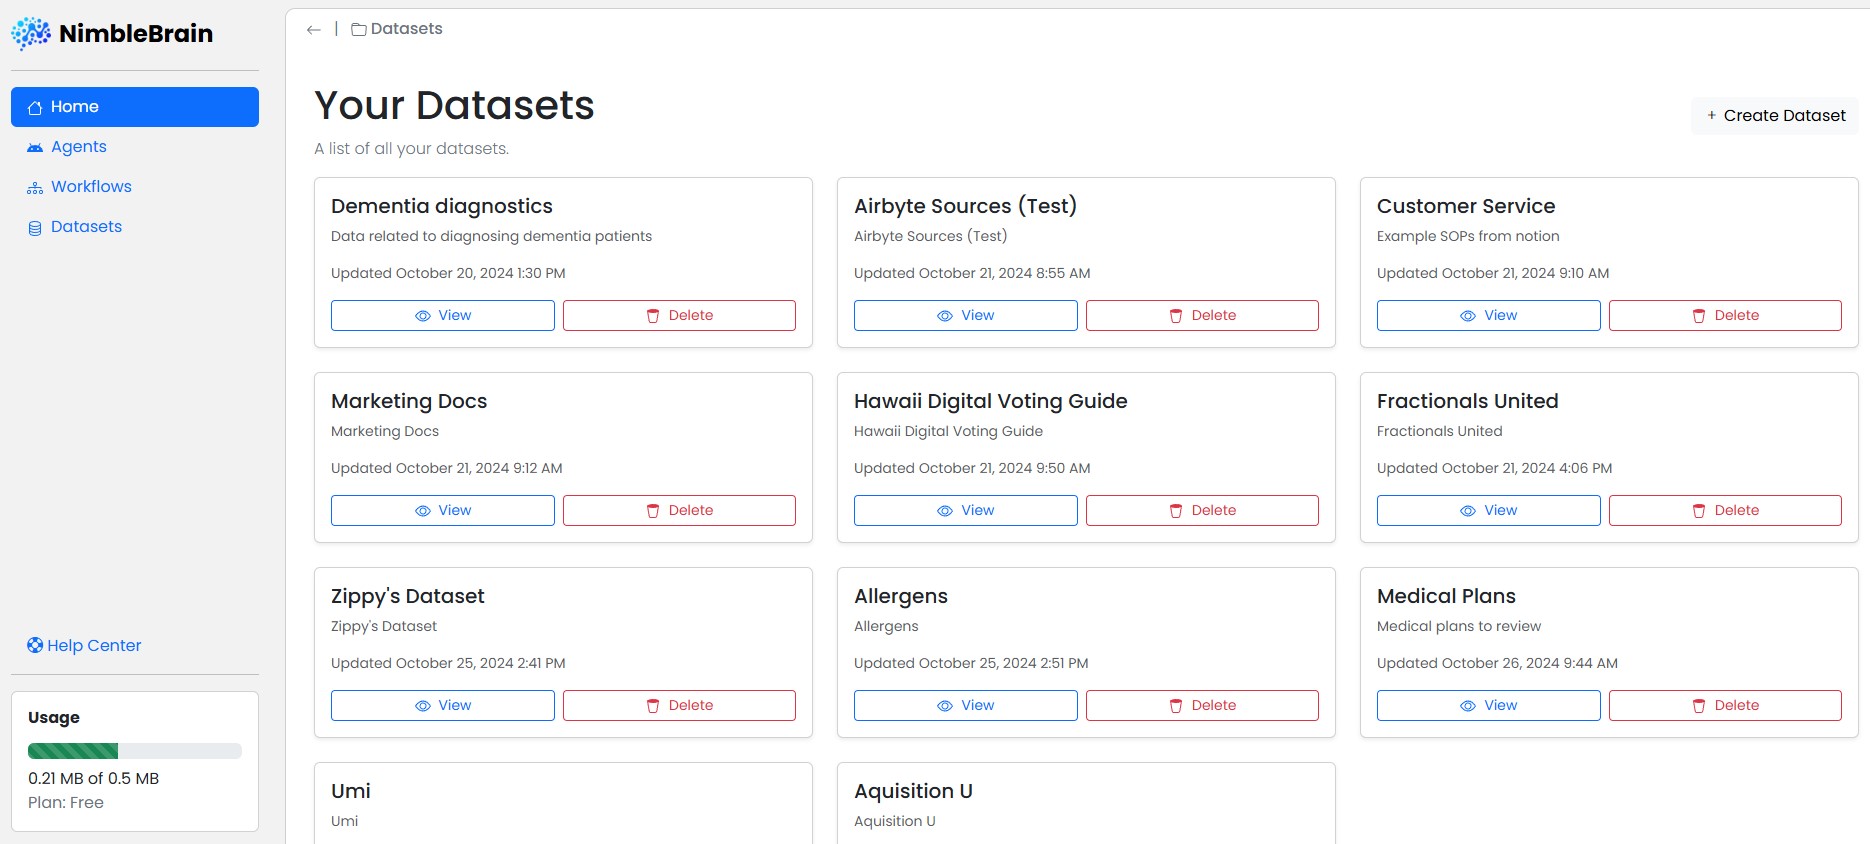 NimbleBrain
Home
Agents
Workflows
Datasets
Help Center
Usage
0.21 MB of 0.5 MB
Plan: Free
← | Datasets
Your Datasets
A list of all your datasets.
+ Create Dataset
Dementia diagnostics
Data related to diagnosing dementia patients
Updated October 20, 2024 1:30 PM
View Delete
Airbyte Sources (Test)
Airbyte Sources (Test)
Updated October 21, 2024 8:55 AM
View Delete
Customer Service
Example SOPs from notion
Updated October 21, 2024 9:10 AM
View Delete
Marketing Docs
Marketing Docs
Updated October 21, 2024 9:12 AM
View Delete
Hawaii Digital Voting Guide
Hawaii Digital Voting Guide
Updated October 21, 2024 9:50 AM
View Delete
Fractionals United
Fractionals United
Updated October 21, 2024 4:06 PM
View Delete
Zippy's Dataset
Zippy's Dataset
Updated October 25, 2024 2:41 PM
View Delete
Allergens
Allergens
Updated October 25, 2024 2:51 PM
View Delete
Medical Plans
Medical plans to review
Updated October 26, 2024 9:44 AM
View Delete
Umi
Umi
Aquisition U
Aquisition U